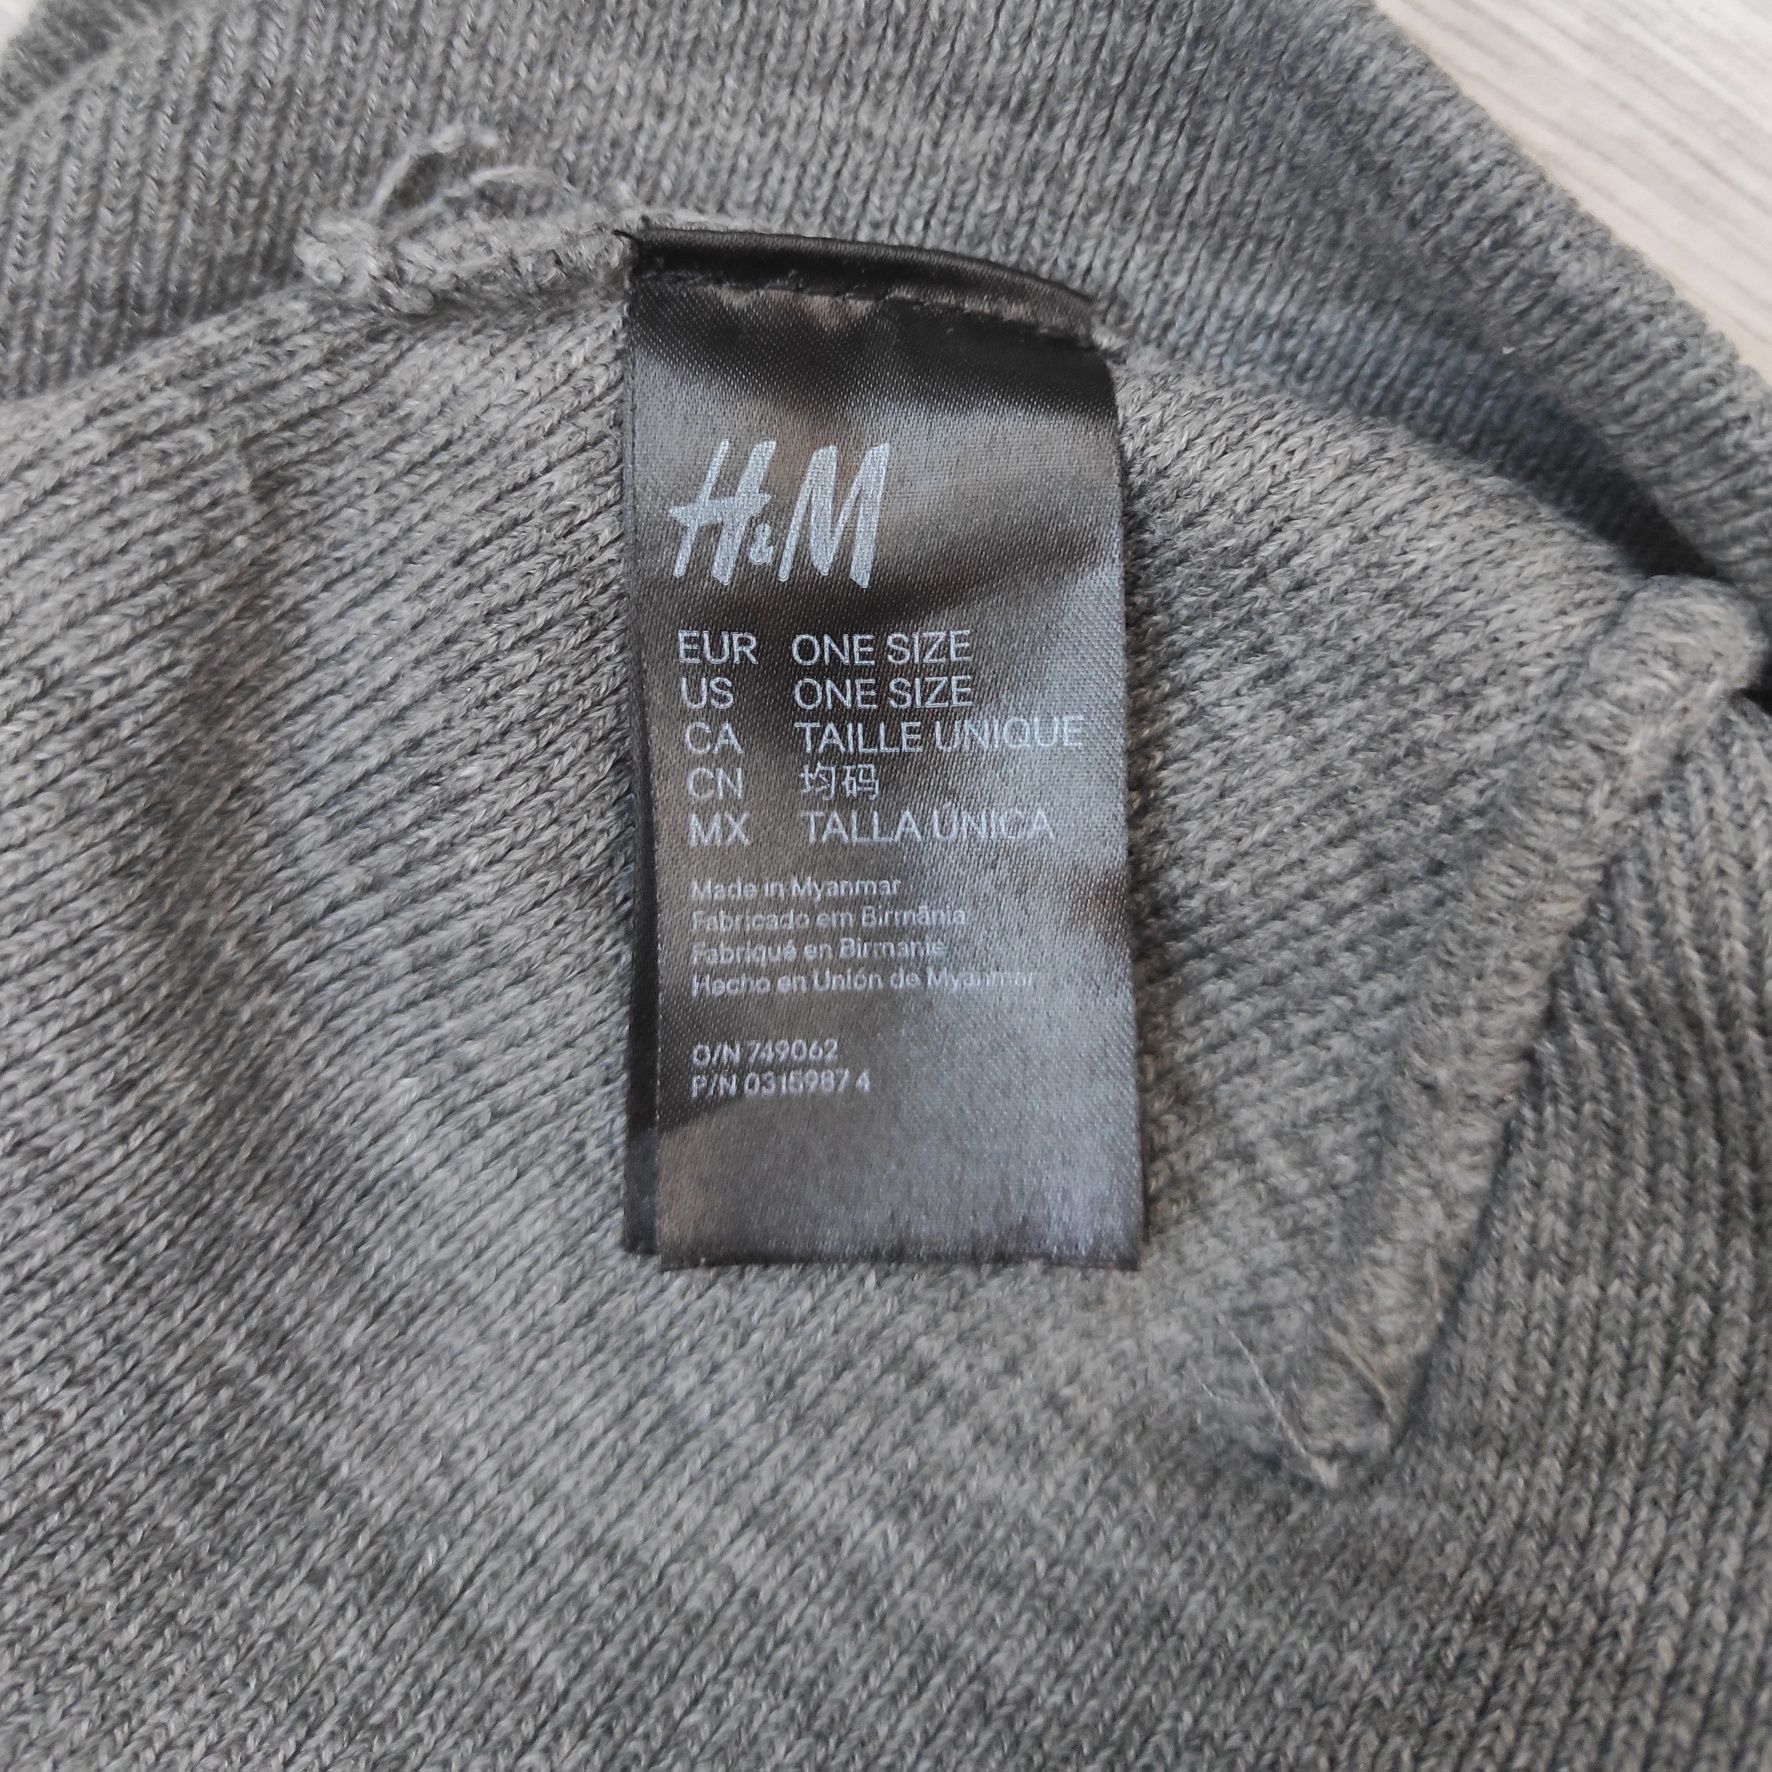 H&M
EUR ONE SIZE
US ONE SIZE
CA TAILLE UNIQUE
CN 均码
MX TALLA ÚNICA
Made in Myanmar
Fabricado em Birmânia
Fabriqué en Birmanie
Hecho en Unión de Myanmar
O/N 749062
P/N 0315987 4